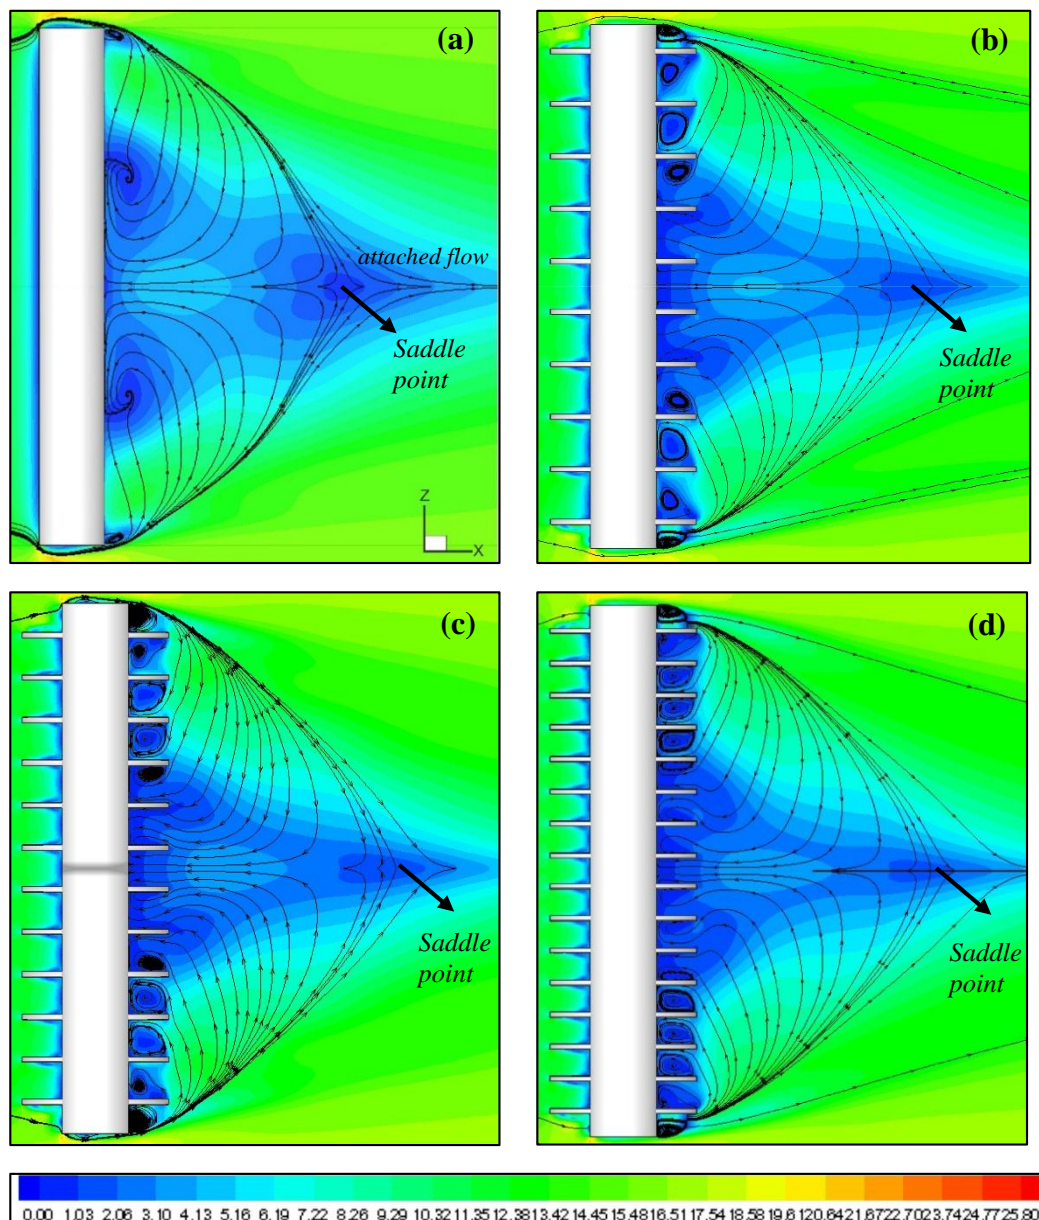 (a)
(b)
attached flow
Saddle
point
Saddle
point
Z
X
(c)
(d)
Saddle
point
Saddle
point
0.00 1.03 2.06 3.10 4.13 5.16 6.19 7.22 8.26 9.29 10.32 11.35 12.38 13.42 14.45 15.48 16.51 17.54 18.58 19.6 120.64 21.67 22.70 23.74 24.77 25.80